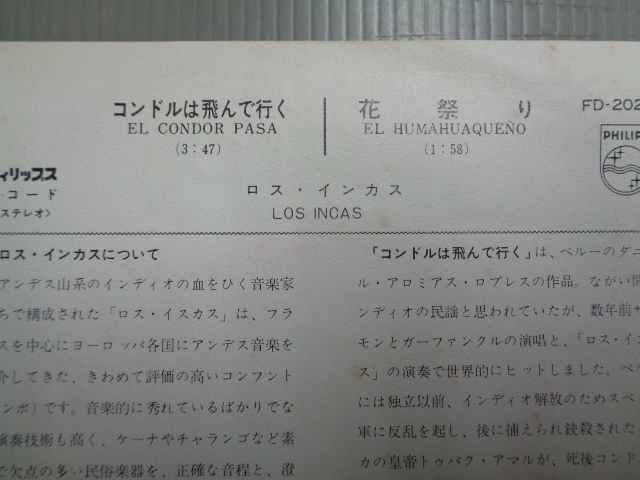 コンドルは飛んで行く
EL CONDOR PASA
(3:47)
花祭り
EL HUMAHUAQUEÑO
(1:58)
FD-202
PHILIP
ィリップス
・コード
ステレオ〉
ロス・インカス
LOS INCAS
ロス・インカスについて
アンデス山系のインディオの血をひく音楽家
ちで構成された「ロス・イスカス」は、フラ
スを中心にヨーロッパ各国にアンデス音楽を
介してきた、きわめて評価の高いコンフント
ンボ)です。音楽的に秀れているばかりでな
演奏技術も高く、ケーナやチャランゴなど素
で欠点の多い民俗楽器を、正確な音程と、澄
「コンドルは飛んで行く」は、ペルーのダニ
ル・アロミアス・ロブレスの作品。ながい間
ンディオの民謡と思われていたが、数年前サ
モンとガーファンクルの演唱と、「ロス・イン
ス」の演奏で世界的にヒットしました。ペル
には独立以前、インディオ解放のためスペ
軍に反乱を起し、後に捕えられ銃殺された
カの皇帝トゥパク・アマルが、死後コンド